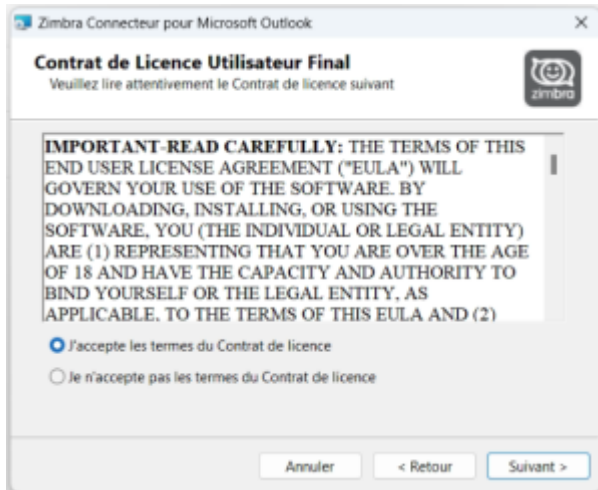 Zimbra Connecteur pour Microsoft Outlook
Contrat de Licence Utilisateur Final
Veuillez lire attentivement le Contrat de licence suivant
zimbra
IMPORTANT-READ CAREFULLY: THE TERMS OF THIS
END USER LICENSE AGREEMENT ("EULA") WILL
GOVERN YOUR USE OF THE SOFTWARE. BY
DOWNLOADING, INSTALLING, OR USING THE
SOFTWARE, YOU (THE INDIVIDUAL OR LEGAL ENTITY)
ARE (1) REPRESENTING THAT YOU ARE OVER THE AGE
OF 18 AND HAVE THE CAPACITY AND AUTHORITY TO
BIND YOURSELF OR THE LEGAL ENTITY, AS
APPLICABLE, TO THE TERMS OF THIS EULA AND (2)
J'accepte les termes du Contrat de licence
Je n'accepte pas les termes du Contrat de licence
Annuler < Retour Suivant >